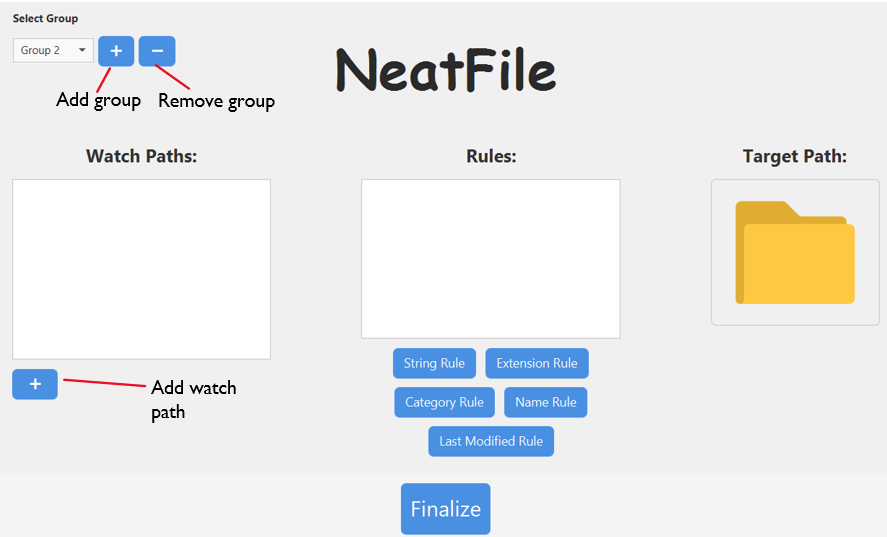 Select Group
Group 2
+
−
Add group
Remove group
NeatFile
Watch Paths:
Rules:
Target Path:
+
Add watch
path
String Rule
Extension Rule
Category Rule
Name Rule
Last Modified Rule
Finalize